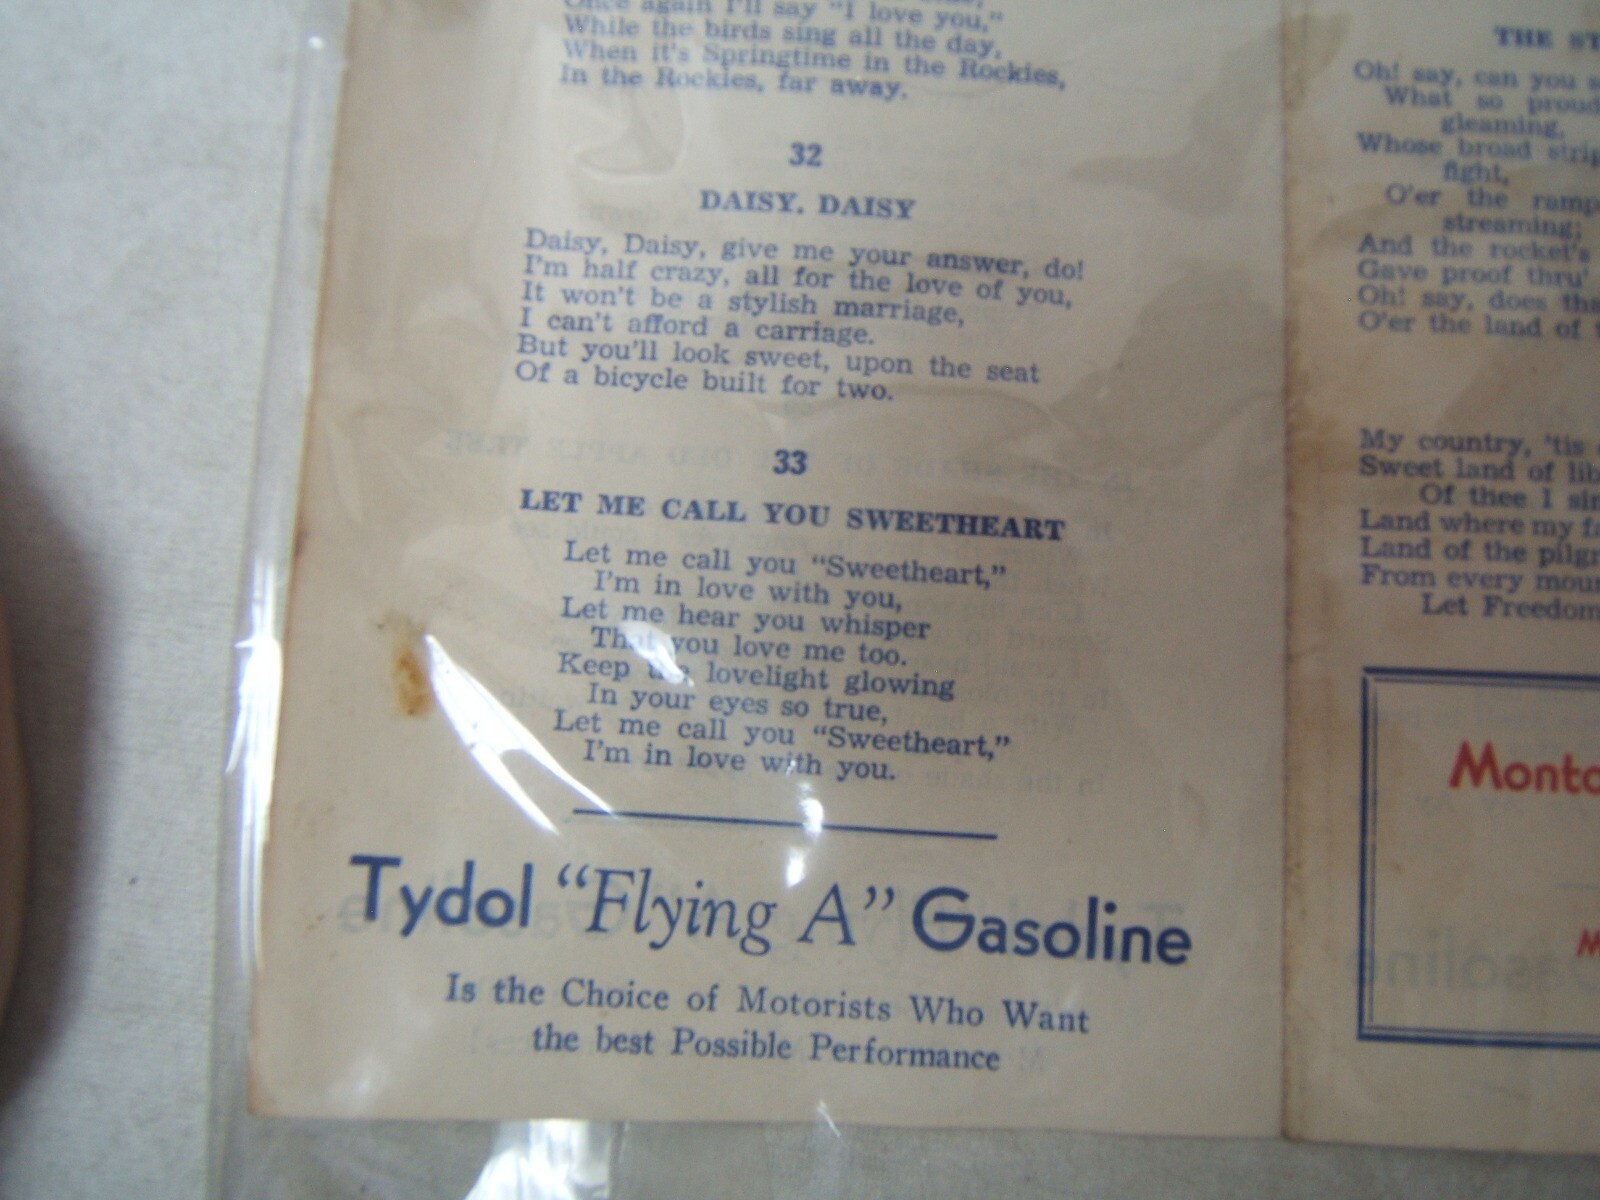 Once again I'll say "I love you,"
While the birds sing all the day,
When it's Springtime in the Rockies,
In the Rockies, far away.
32
DAISY. DAISY
Daisy, Daisy, give me your answer, do!
I'm half crazy, all for the love of you,
It won't be a stylish marriage,
I can't afford a carriage.
But you'll look sweet, upon the seat
Of a bicycle built for two.
33
LET ME CALL YOU SWEETHEART
Let me call you "Sweetheart,"
I'm in love with you,
Let me hear you whisper
That you love me too.
Keep the lovelight glowing
In your eyes so true,
Let me call you "Sweetheart,"
I'm in love with you.
Tydol "Flying A" Gasoline
Is the Choice of Motorists Who Want
the best Possible Performance
THE ST
Oh! say, can you s
What so proud
gleaming,
Whose broad strip
fight,
O'er the ramp
streaming;
And the rocket's
Gave proof thru'
Oh! say, does tha
O'er the land of t
My country, 'tis
Sweet land of lib
Of thee I sin
Land where my fa
Land of the pilgr
From every moun
Let Freedom
Monta
M